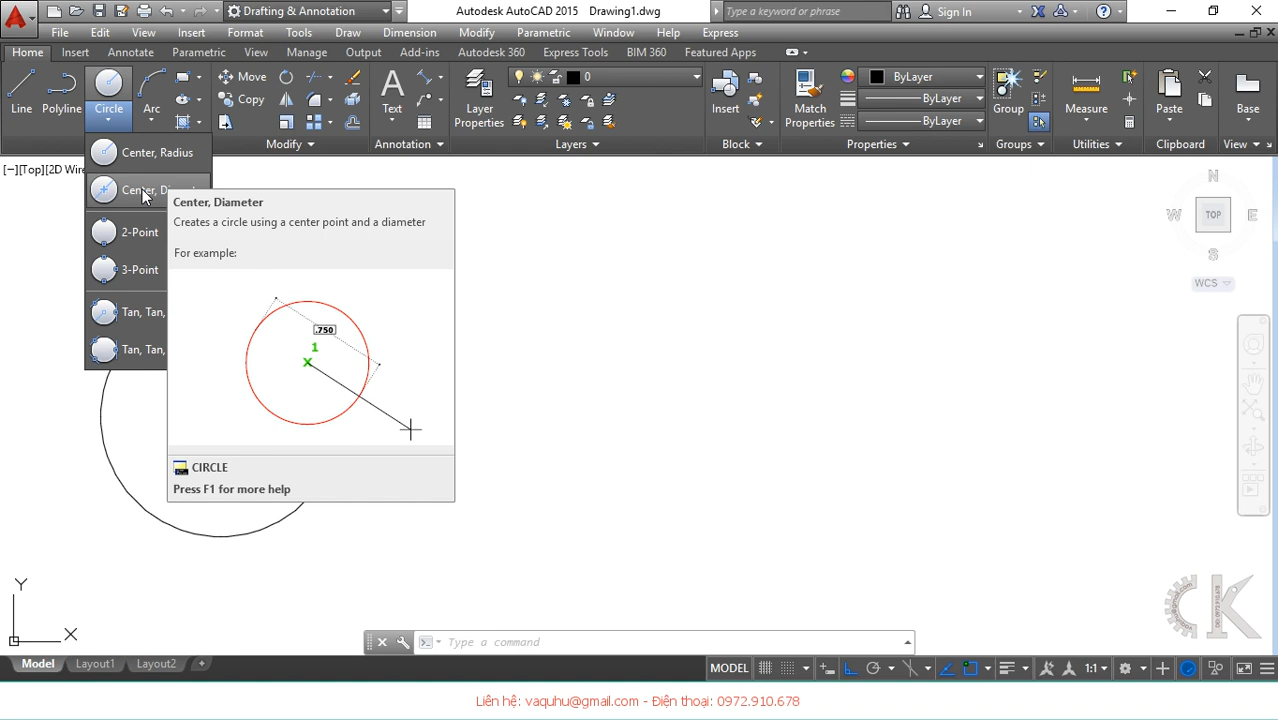 Autodesk AutoCAD 2015 Drawing1.dwg
Drafting & Annotation
Type a keyword or phrase
Sign In
File Edit View Insert Format Tools Draw Dimension Modify Parametric Window Help Express
Home Insert Annotate Parametric View Manage Output Add-ins Autodesk 360 Express Tools BIM 360 Featured Apps
Line
Polyline
Circle
Arc
Move
Copy
Modify
Text
Annotation
Layer
Properties
0
Layers
Insert
Block
Match
Properties
ByLayer
ByLayer
ByLayer
Properties
Group
Groups
Measure
Utilities
Paste
Clipboard
Base
View
[−][Top][2D Wire
Center, Radius
Center,
2-Point
3-Point
Tan, Tan,
Tan, Tan,
Center, Diameter
Creates a circle using a center point and a diameter
For example:
.750
1
CIRCLE
Press F1 for more help
N
W TOP E
S
WCS
Y
X
Type a command
Model Layout1 Layout2
MODEL
1:1
CK
Liên hệ: vaquhu@gmail.com - Điện thoại: 0972.910.678